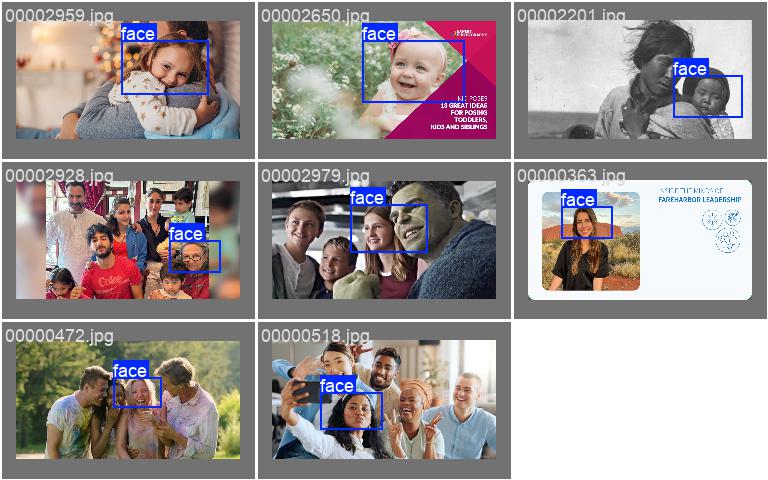 00002959.jpg
face
00002650.jpg
face
KID POSES
18 GREAT IDEAS
FOR POSING
TODDLERS,
KIDS AND SIBLINGS
00002201.jpg
face
00002928.jpg
face
Coke
00002979.jpg
face
00000363.jpg
face
INSIDE THE MINDS OF
FAREHARBOR LEADERSHIP
00000472.jpg
face
00000518.jpg
face